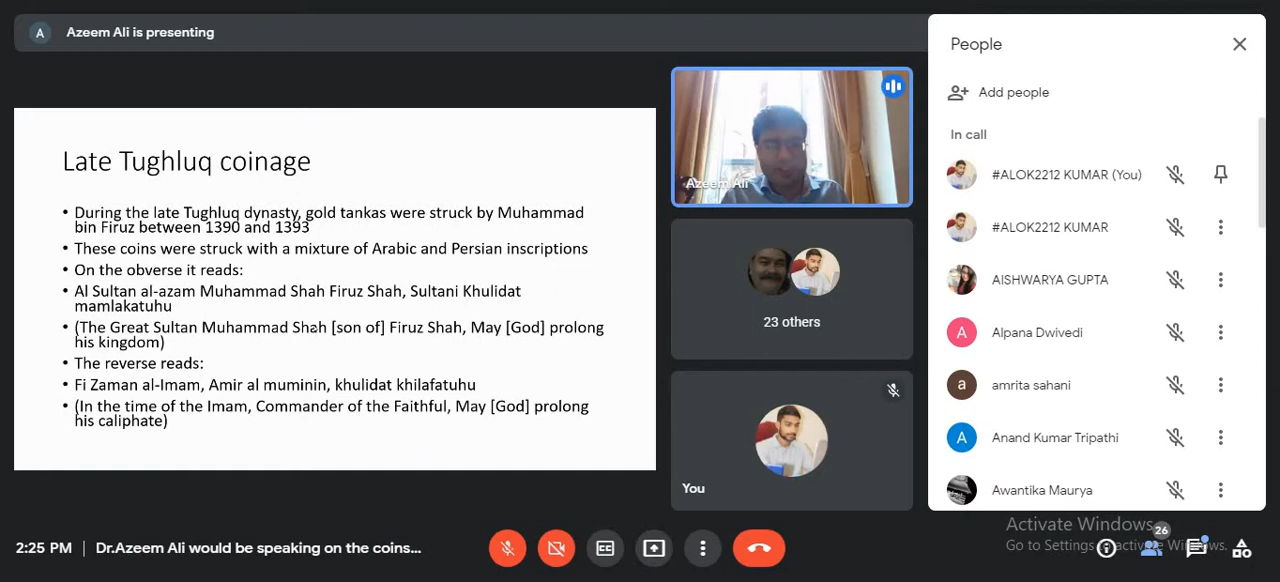 A
Azeem Ali is presenting
Late Tughluq coinage
• During the late Tughluq dynasty, gold tankas were struck by Muhammad
bin Firuz between 1390 and 1393
• These coins were struck with a mixture of Arabic and Persian inscriptions
• On the obverse it reads:
• Al Sultan al-azam Muhammad Shah Firuz Shah, Sultani Khulidat
mamlakatuhu
• (The Great Sultan Muhammad Shah [son of] Firuz Shah, May [God] prolong
his kingdom)
• The reverse reads:
• Fi Zaman al-Imam, Amir al muminin, khulidat khilafatuhu
• (In the time of the Imam, Commander of the Faithful, May [God] prolong
his caliphate)
Azeem Ali
23 others
You
People
Add people
In call
#ALOK2212 KUMAR (You)
#ALOK2212 KUMAR
AISHWARYA GUPTA
A
Alpana Dwivedi
a
amrita sahani
A
Anand Kumar Tripathi
Awantika Maurya
Activate Windows
Go to Settings to activate Windows.
26
2:25 PM | Dr.Azeem Ali would be speaking on the coins...
CC